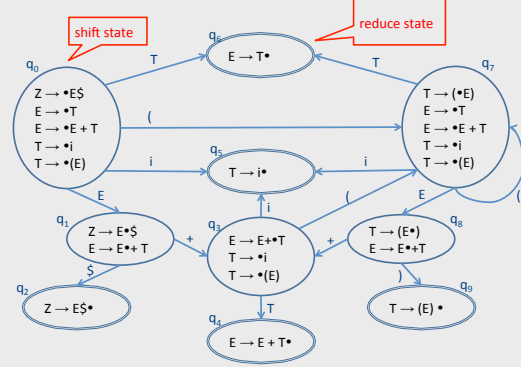 shift state
reduce state
q0
q6
q7
E → T•
T
T
Z → •E$
E → •T
E → •E + T
T → •i
T → •(E)
T → (•E)
E → •T
E → •E + T
T → •i
T → •(E)
(
q5
T → i•
i
i
(
E
i
(
E
q1
Z → E•$
E → E•+ T
+
q3
E → E+•T
T → •i
T → •(E)
+
q8
T → (E•)
E → E•+T
$
)
q2
Z → E$•
T
q9
T → (E) •
q4
E → E + T•